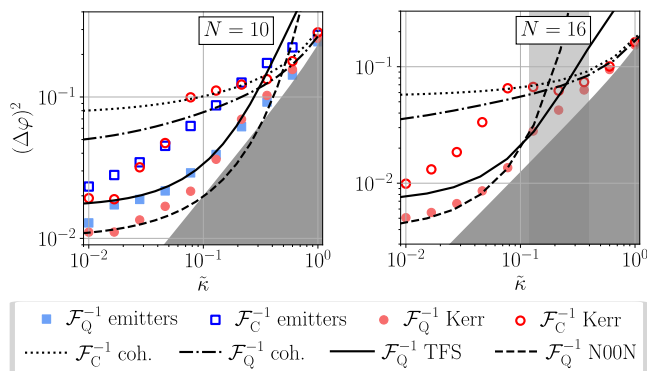 N = 10
N = 16
(Δφ)²
10⁻¹
10⁻²
10⁻¹
10⁻²
10⁻² 10⁻¹ 10⁰
10⁻² 10⁻¹ 10⁰
κ̃
κ̃
ℱ_Q⁻¹ emitters ℱ_C⁻¹ emitters ℱ_Q⁻¹ Kerr ℱ_C⁻¹ Kerr
ℱ_C⁻¹ coh. ℱ_Q⁻¹ coh. ℱ_Q⁻¹ TFS ℱ_Q⁻¹ N00N